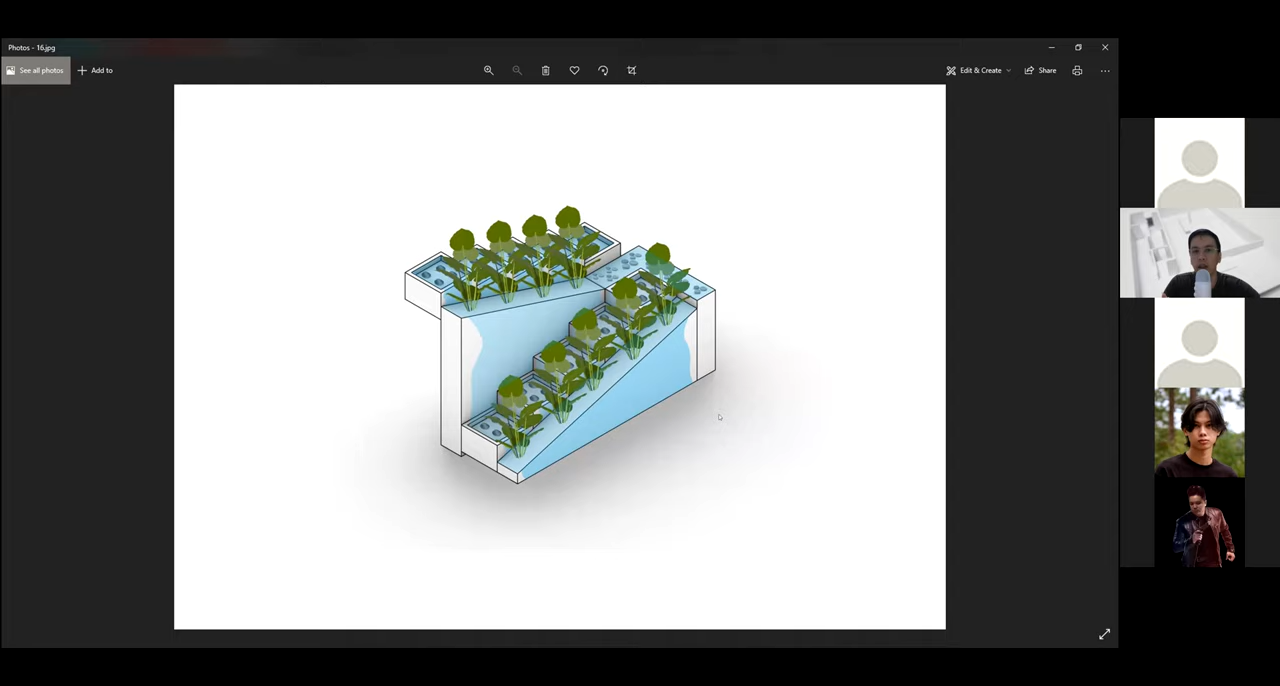 Photos - 16.jpg
See all photos
Add to
Edit & Create
Share